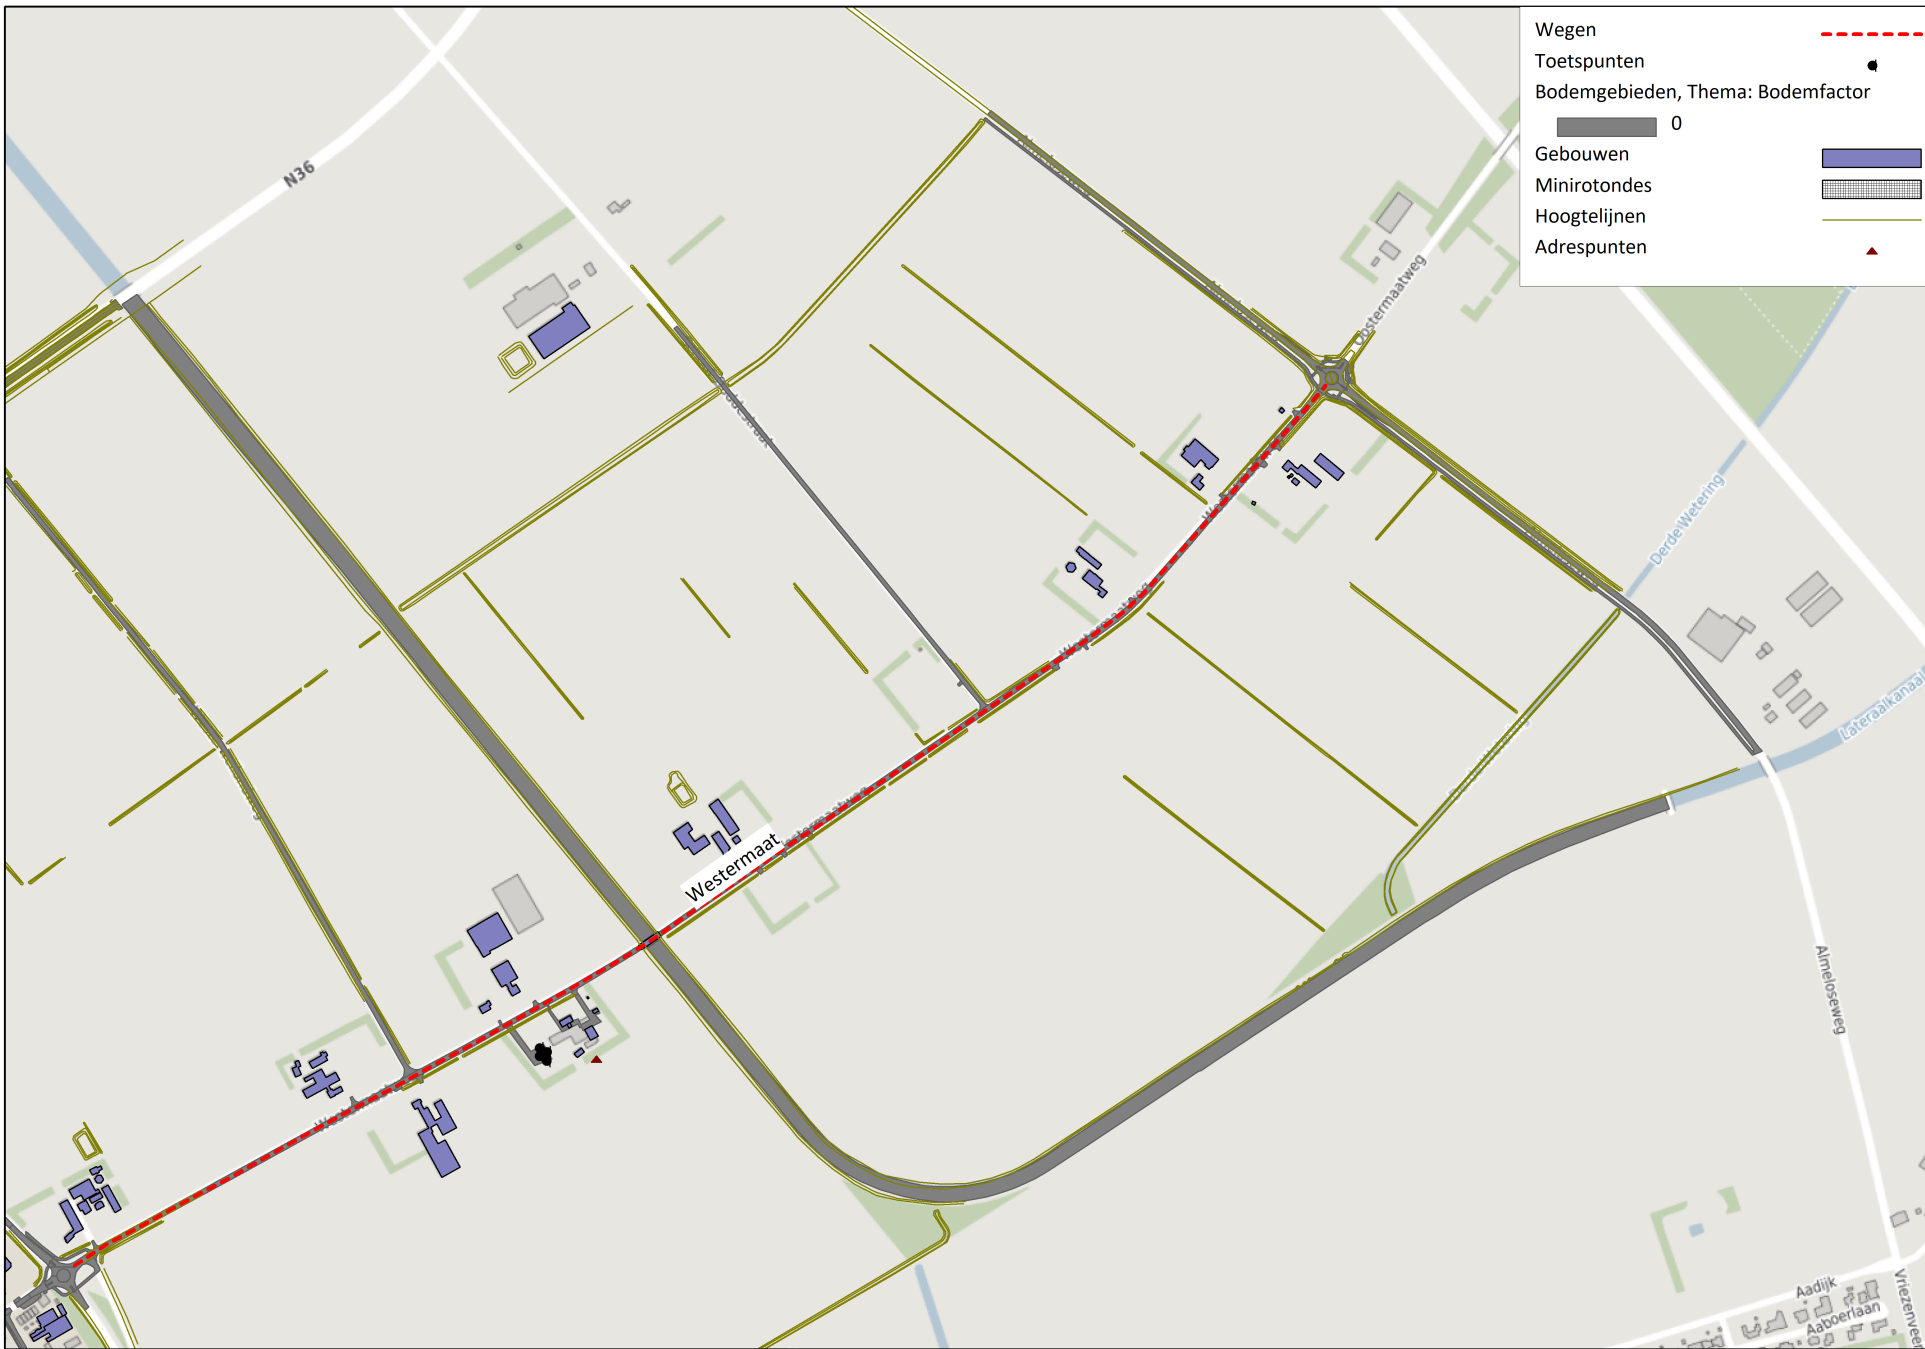 Wegen
Toetspunten
Bodemgebieden, Thema: Bodemfactor
0
Gebouwen
Minirotondes
Hoogtelijnen
Adrespunten
N36
Oostermaatweg
Derde Wetering
Westermaatweg
Lateraalkanaal
Westermaat
Almeloseweg
Aadijk
Aaboerlaan